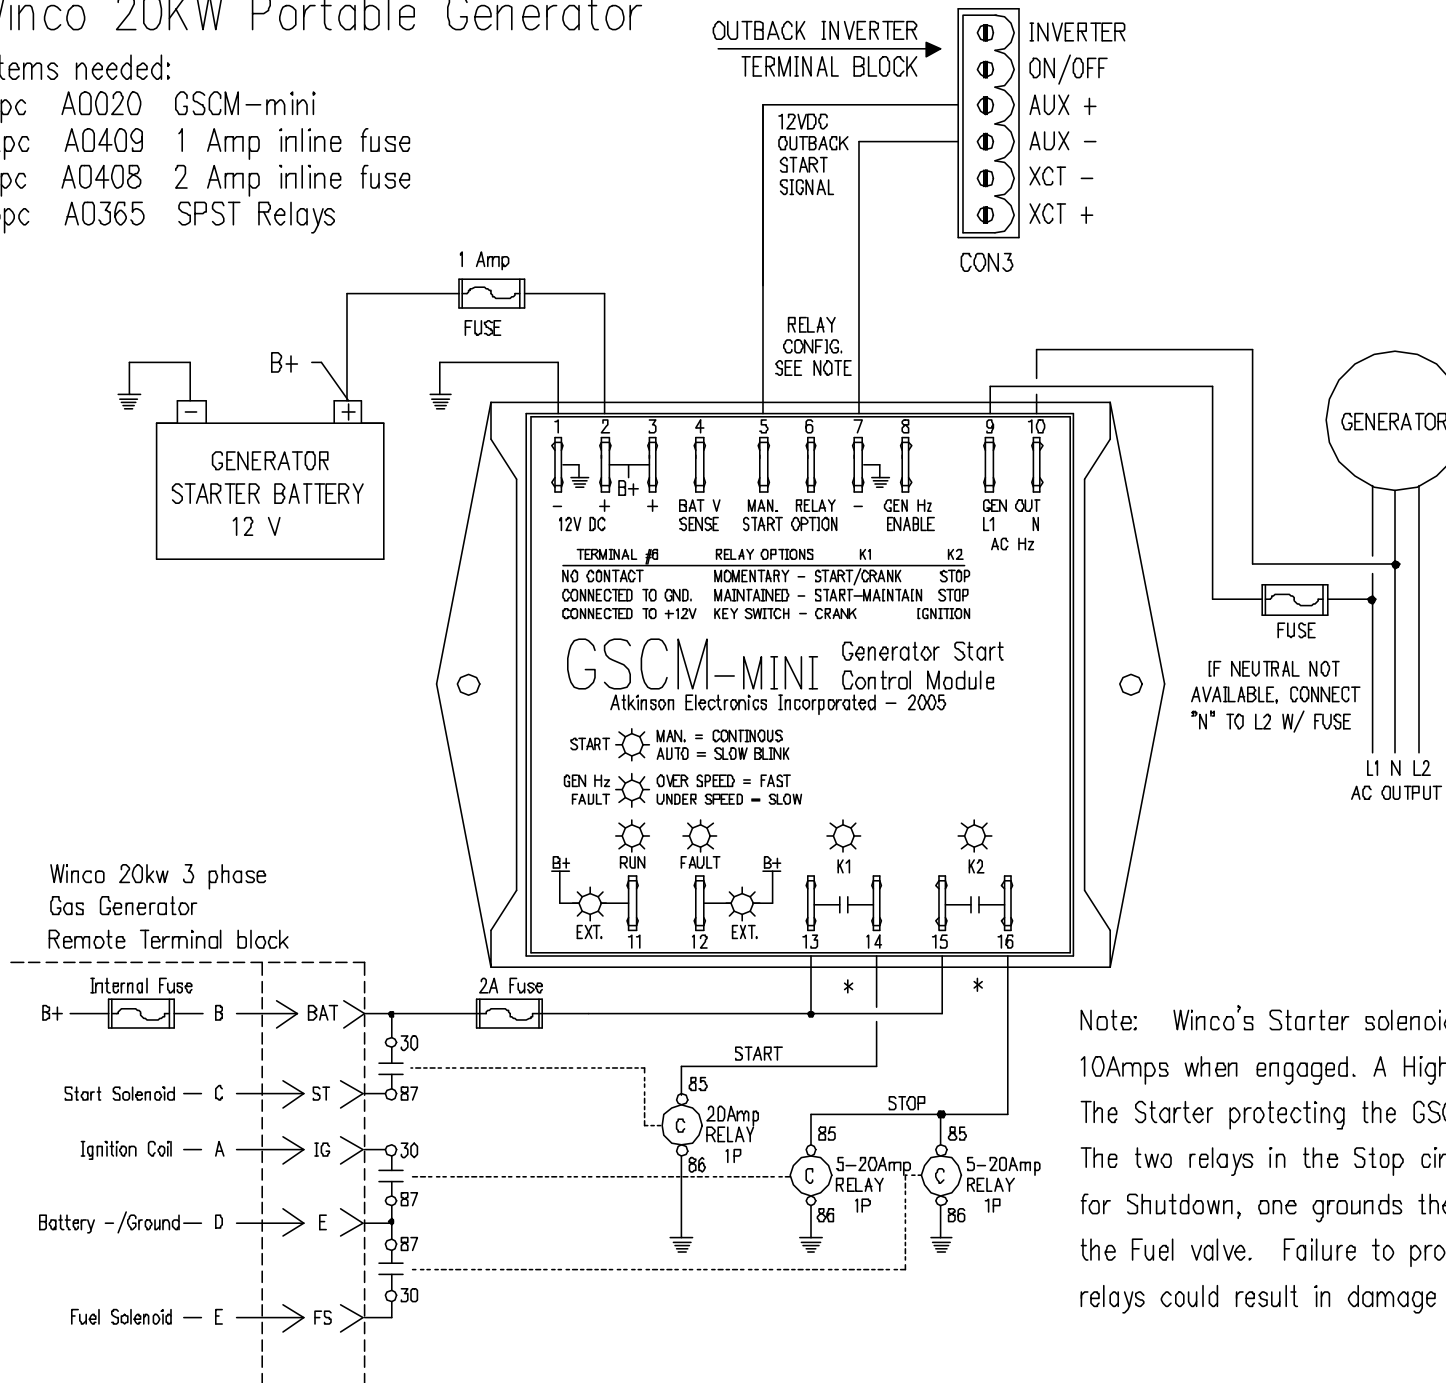 Winco 20KW Portable Generator
Items needed:
pc A0020 GSCM-mini
pc A0409 1 Amp inline fuse
pc A0408 2 Amp inline fuse
pc A0365 SPST Relays
OUTBACK INVERTER
TERMINAL BLOCK
INVERTER
ON/OFF
AUX +
AUX -
XCT -
XCT +
CON3
12VDC
OUTBACK
START
SIGNAL
RELAY
CONFIG.
SEE NOTE
1 Amp
FUSE
B+
- +
GENERATOR
STARTER BATTERY
12 V
GENERATOR
1 2 3 4 5 6 7 8 9 10
B+
- + + BAT V MAN. RELAY - GEN Hz GEN OUT
12V DC SENSE START OPTION ENABLE L1 N
AC Hz
TERMINAL #6 RELAY OPTIONS K1 K2
NO CONTACT MOMENTARY - START/CRANK STOP
CONNECTED TO GND. MAINTAINED - START-MAINTAIN STOP
CONNECTED TO +12V KEY SWITCH - CRANK IGNITION
GSCM-MINI Generator Start
Control Module
Atkinson Electronics Incorporated - 2005
START MAN. = CONTINOUS
AUTO = SLOW BLINK
GEN Hz OVER SPEED = FAST
FAULT UNDER SPEED = SLOW
B+ RUN FAULT B+ K1 K2
EXT. 11 12 EXT. 13 14 15 16
* *
FUSE
IF NEUTRAL NOT
AVAILABLE, CONNECT
"N" TO L2 W/ FUSE
L1 N L2
AC OUTPUT
Winco 20kw 3 phase
Gas Generator
Remote Terminal block
Internal Fuse
B+ B BAT
2A Fuse
30
Start Solenoid - C ST 87
Ignition Coil - A IG 30
87
Battery -/Ground - D E
87
30
Fuel Solenoid - E FS
START
85
C
20Amp
RELAY
1P
86
STOP
85
C
5-20Amp
RELAY
1P
86
85
C
5-20Amp
RELAY
1P
86
Note: Winco's Starter solenoid
10Amps when engaged. A High
The Starter protecting the
The two relays in the Stop
for Shutdown, one grounds the
the Fuel valve. Failure to
relays could result in damage